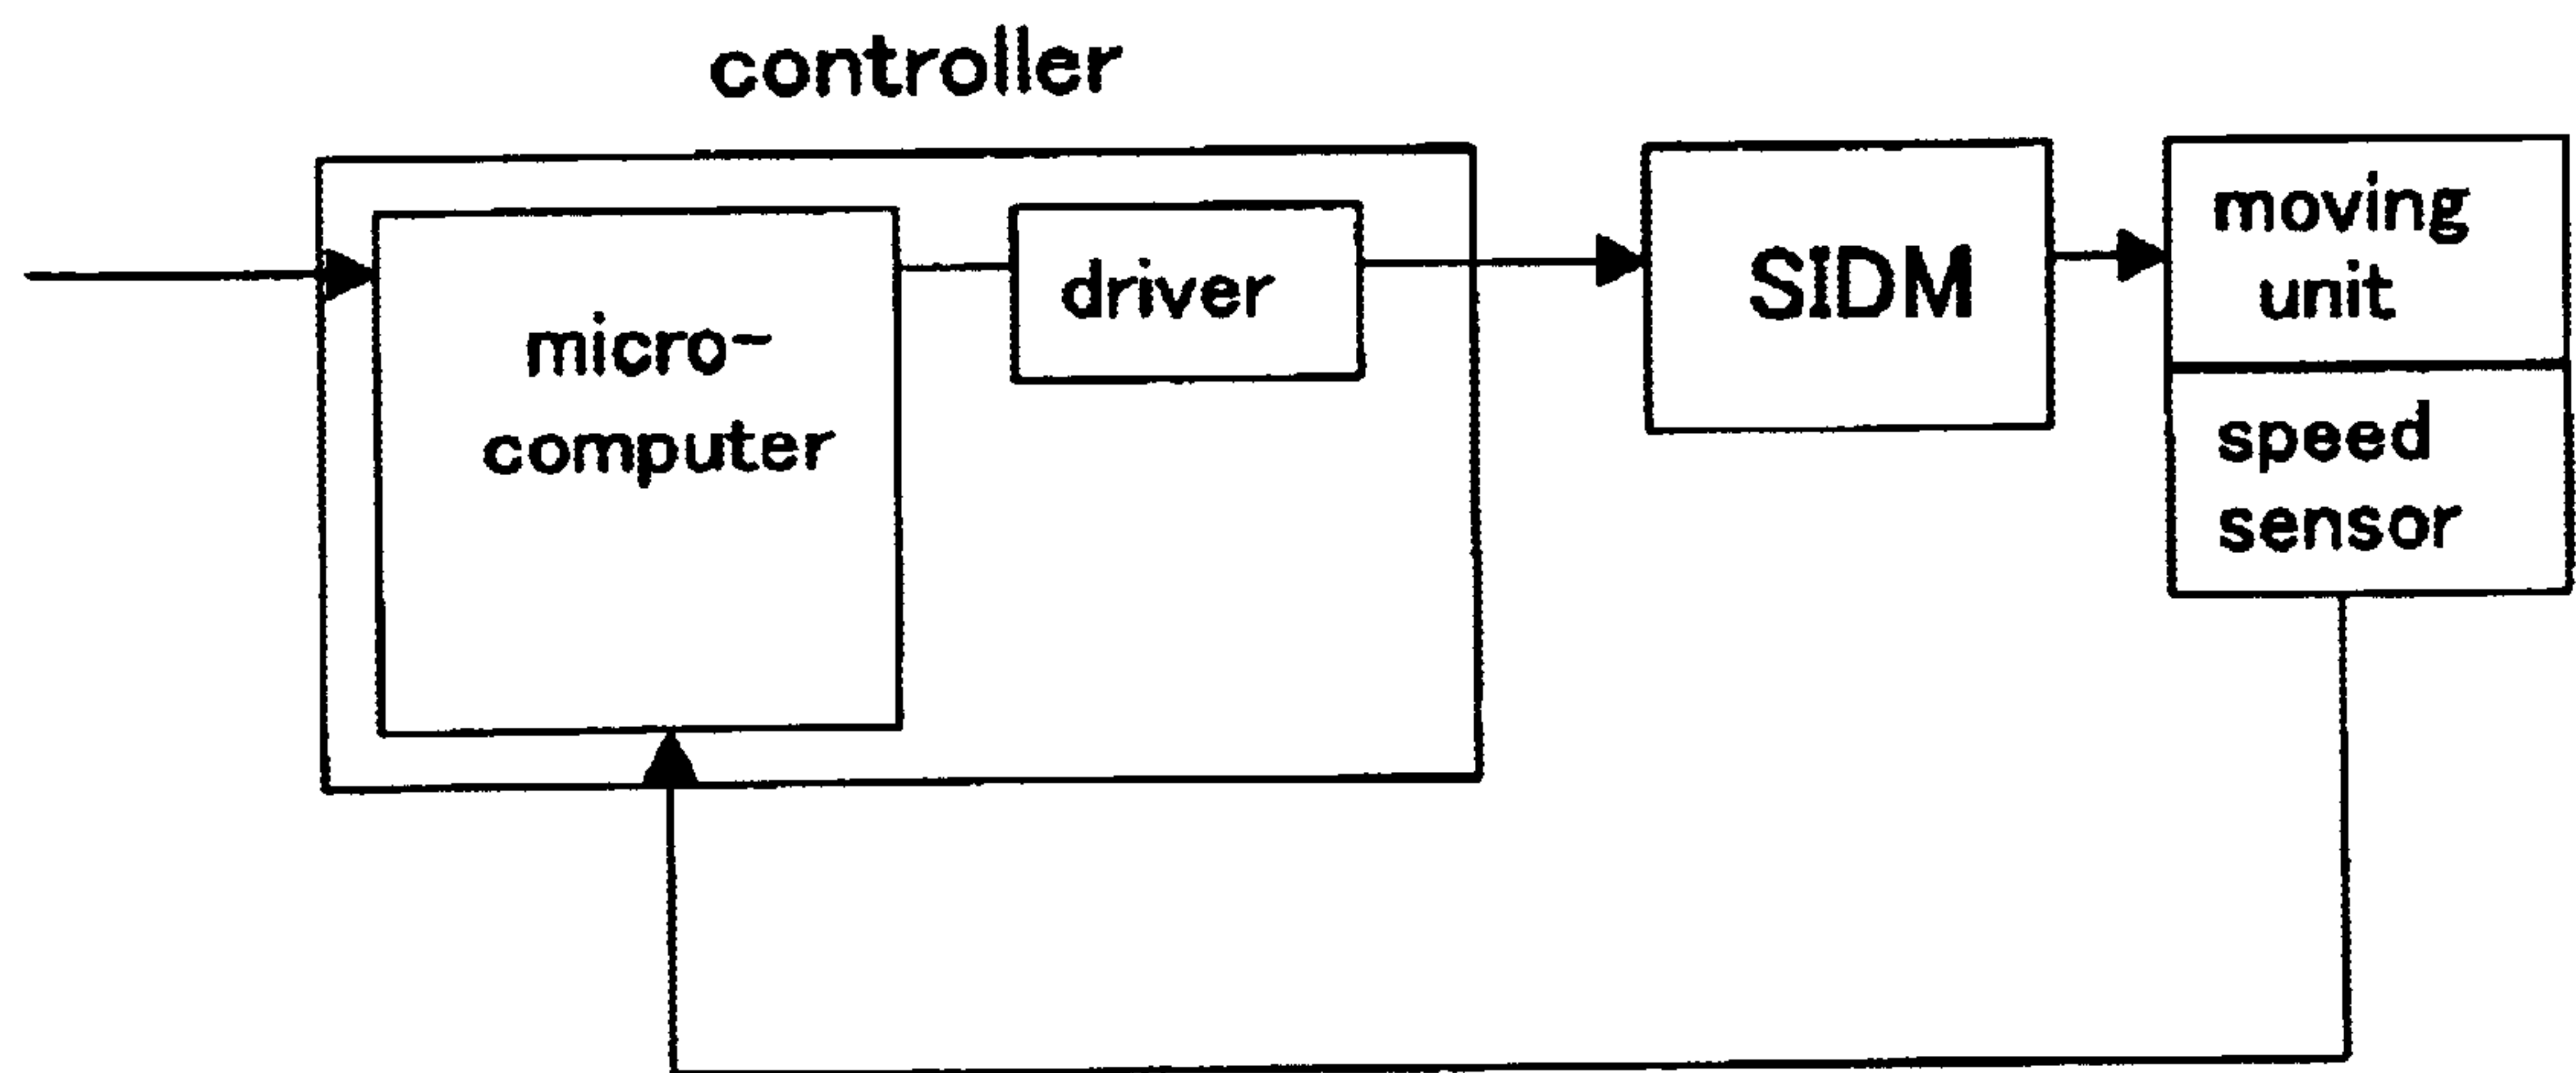 controller
micro-
computer
driver
SIDM
moving
unit
speed
sensor